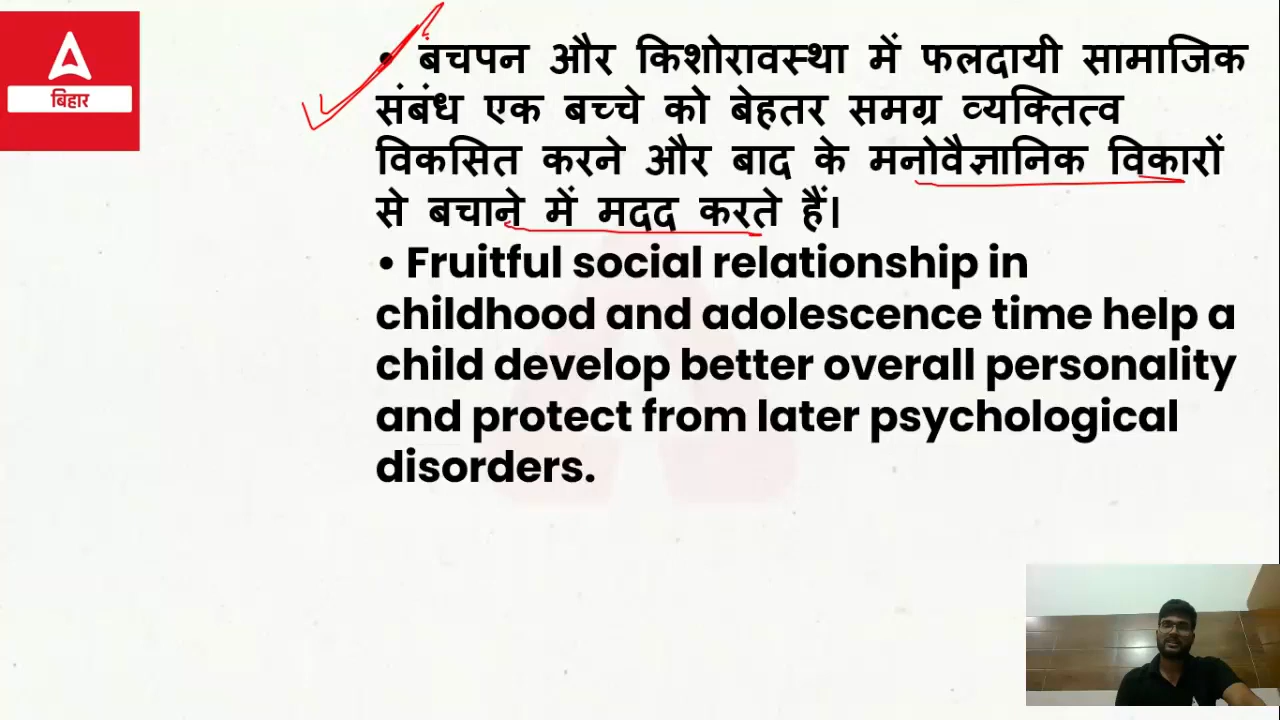 बिहार
• बचपन और किशोरावस्था में फलदायी सामाजिक
संबंध एक बच्चे को बेहतर समग्र व्यक्तित्व
विकसित करने और बाद के मनोवैज्ञानिक विकारों
से बचाने में मदद करते हैं।
• Fruitful social relationship in
childhood and adolescence time help a
child develop better overall personality
and protect from later psychological
disorders.